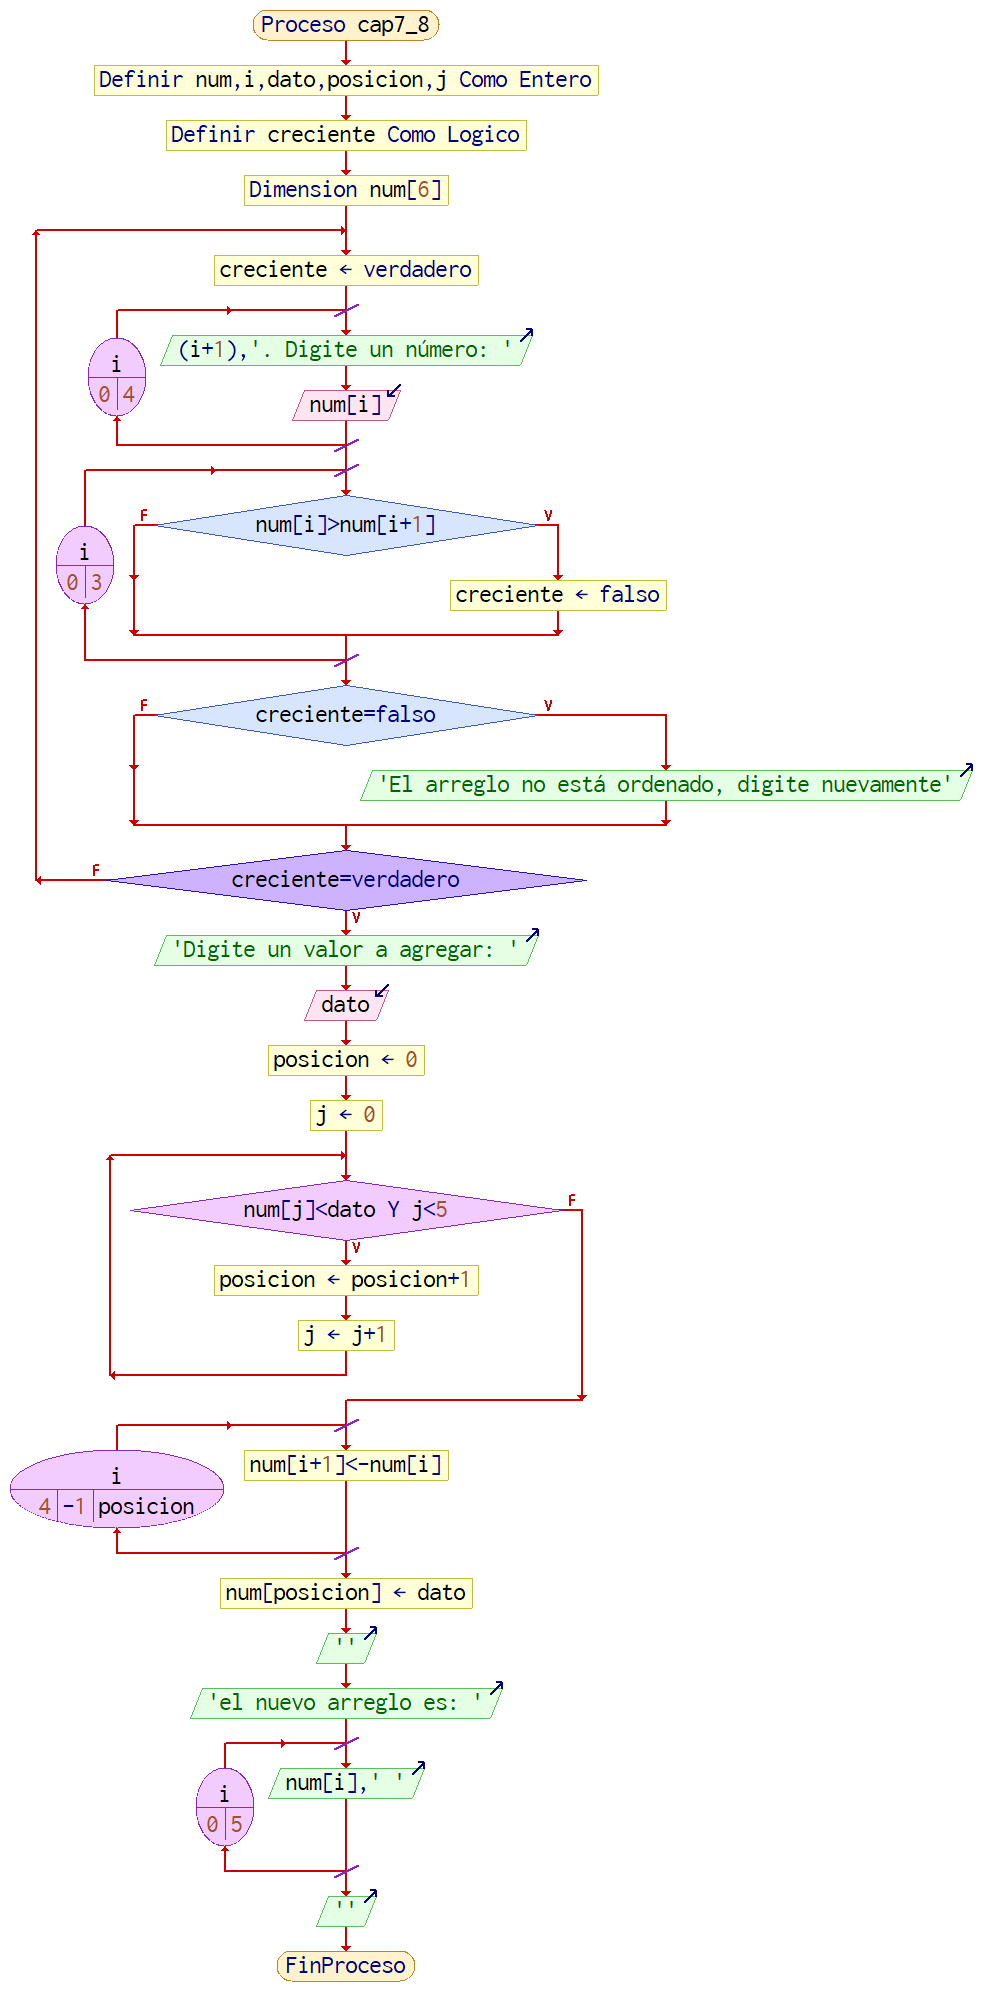 Proceso cap7_8
Definir num,i,dato,posicion,j Como Entero
Definir creciente Como Logico
Dimension num[6]
creciente ← verdadero
i
0 4
(i+1),'. Digite un número: '
num[i]
i
0 3
F
num[i]>num[i+1]
V
creciente ← falso
F
creciente=falso
V
'El arreglo no está ordenado, digite nuevamente'
F
creciente=verdadero
V
'Digite un valor a agregar: '
dato
posicion ← 0
j ← 0
num[j]<dato Y j<5
F
V
posicion ← posicion+1
j ← j+1
i
4 -1 posicion
num[i+1]<-num[i]
num[posicion] ← dato
''
'el nuevo arreglo es: '
i
0 5
num[i],' '
''
FinProceso